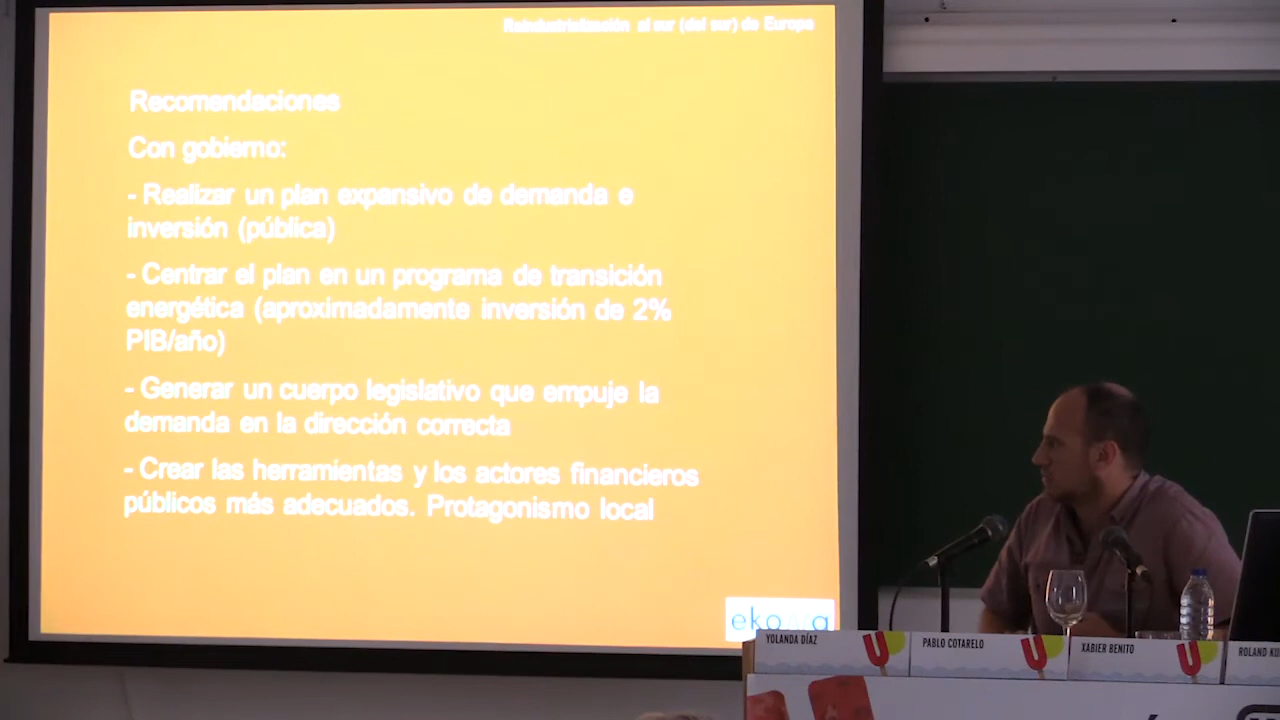 Reindustrialización al sur (del sur) de Europa
Recomendaciones
Con gobierno:
- Realizar un plan expansivo de demanda e
inversión (pública)
- Centrar el plan en un programa de transición
energética (aproximadamente inversión de 2%
PIB/año)
- Generar un cuerpo legislativo que empuje la
demanda en la dirección correcta
- Crear las herramientas y los actores financieros
públicos más adecuados. Protagonismo local
YOLANDA DÍAZ
PABLO COTARELO
XABIER BENITO
ROLAND